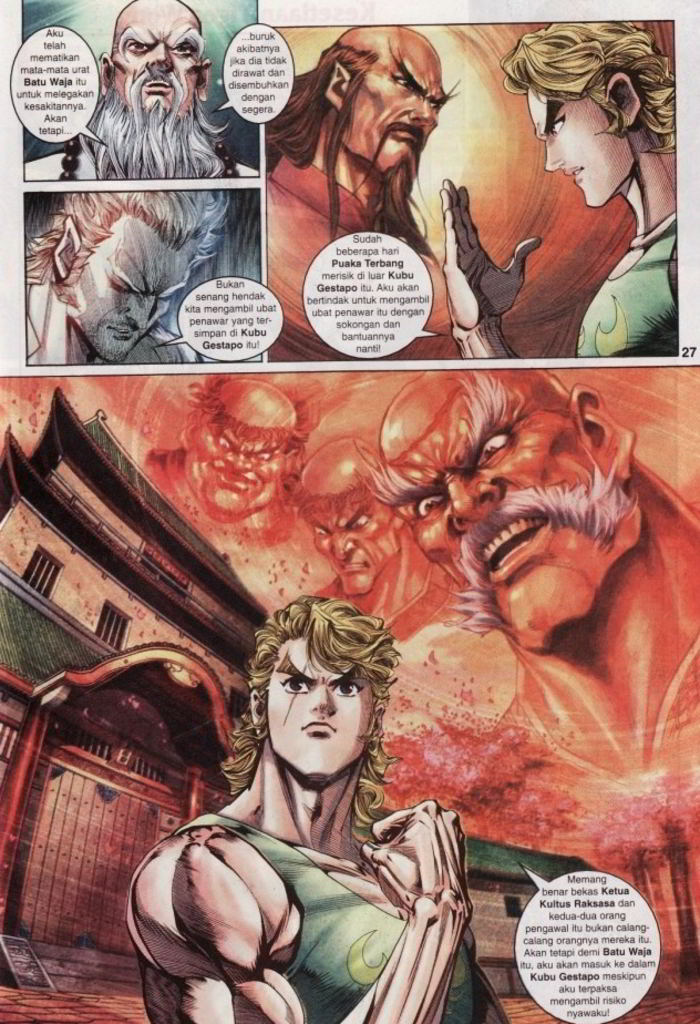 Aku
telah
mematikan
mata-mata urat
Batu Waja itu
untuk melegakan
kesakitannya.
Akan
tetapi...
...buruk
akibatnya
jika dia tidak
dirawat dan
disembuhkan
dengan
segera.
Bukan
senang hendak
kita mengambil ubat
penawar yang ter-
simpan di Kubu
Gestapo itu!
Sudah
beberapa hari
Puaka Terbang
merisik di luar Kubu
Gestapo itu. Aku akan
bertindak untuk mengambil
ubat penawar itu dengan
sokongan dan
bantuannya
nanti!
27
Memang
benar bekas Ketua
Kultus Raksasa dan
kedua-dua orang
pengawal itu bukan calang-
calang orangnya mereka itu.
Akan tetapi demi Batu Waja
itu, aku akan masuk ke dalam
Kubu Gestapo meskipun
aku terpaksa
mengambil risiko
nyawaku!